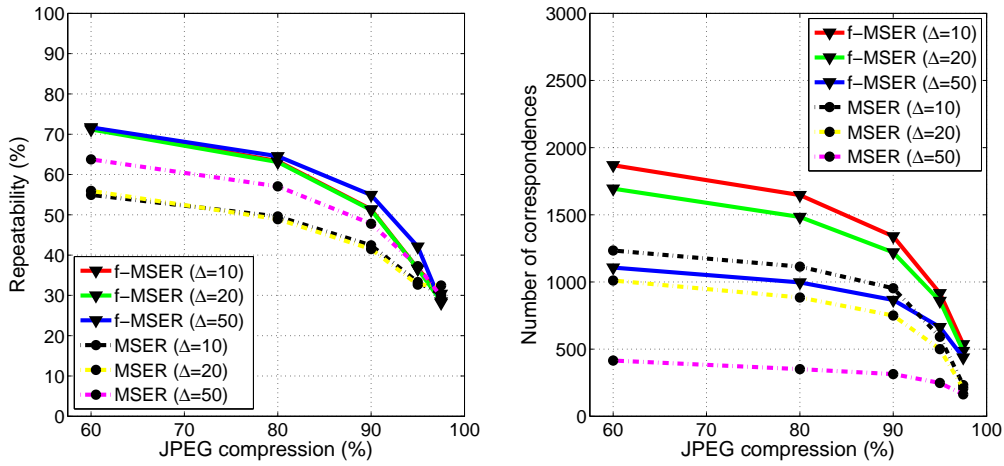 100
90
80
70
60
50
40
30
20
10
0
Repeatability (%)
60
70
80
90
100
JPEG compression (%)
f−MSER (Δ=10)
f−MSER (Δ=20)
f−MSER (Δ=50)
MSER (Δ=10)
MSER (Δ=20)
MSER (Δ=50)
3000
2500
2000
1500
1000
500
0
Number of correspondences
60
70
80
90
100
JPEG compression (%)
f−MSER (Δ=10)
f−MSER (Δ=20)
f−MSER (Δ=50)
MSER (Δ=10)
MSER (Δ=20)
MSER (Δ=50)